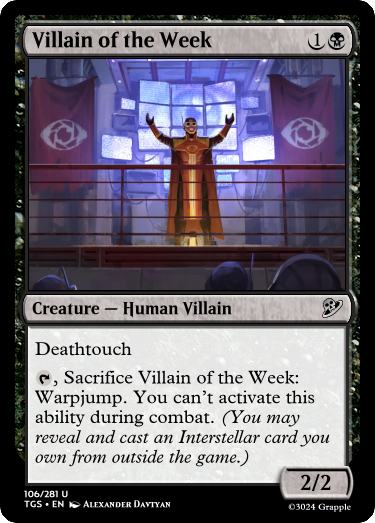 Villain of the Week 1
Creature — Human Villain
Deathtouch
, Sacrifice Villain of the Week:
Warpjump. You can't activate this
ability during combat. (You may
reveal and cast an Interstellar card you
own from outside the game.)
2/2
106/281 U
TGS • EN Alexander Davtyan
©3024 Grapple